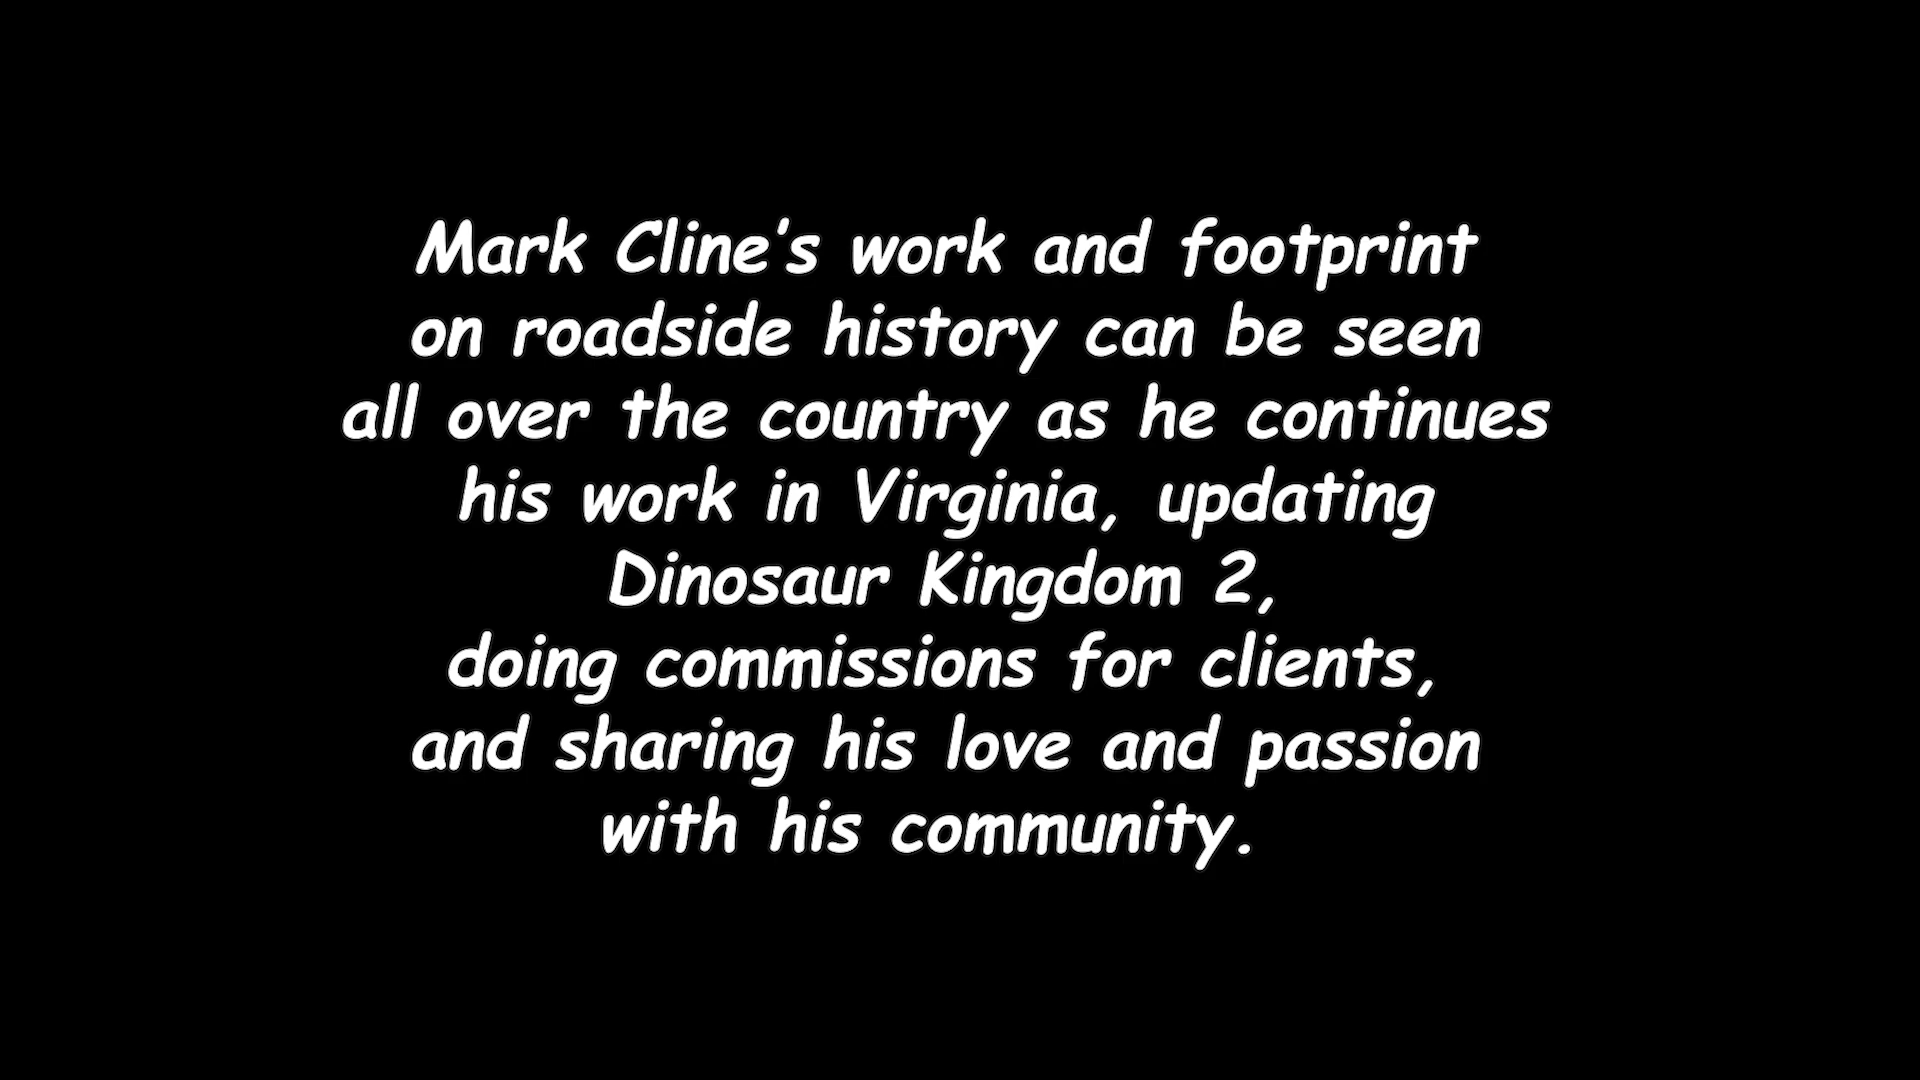 Mark Cline’s work and footprint
on roadside history can be seen
all over the country as he continues
his work in Virginia, updating
Dinosaur Kingdom 2,
doing commissions for clients,
and sharing his love and passion
with his community.